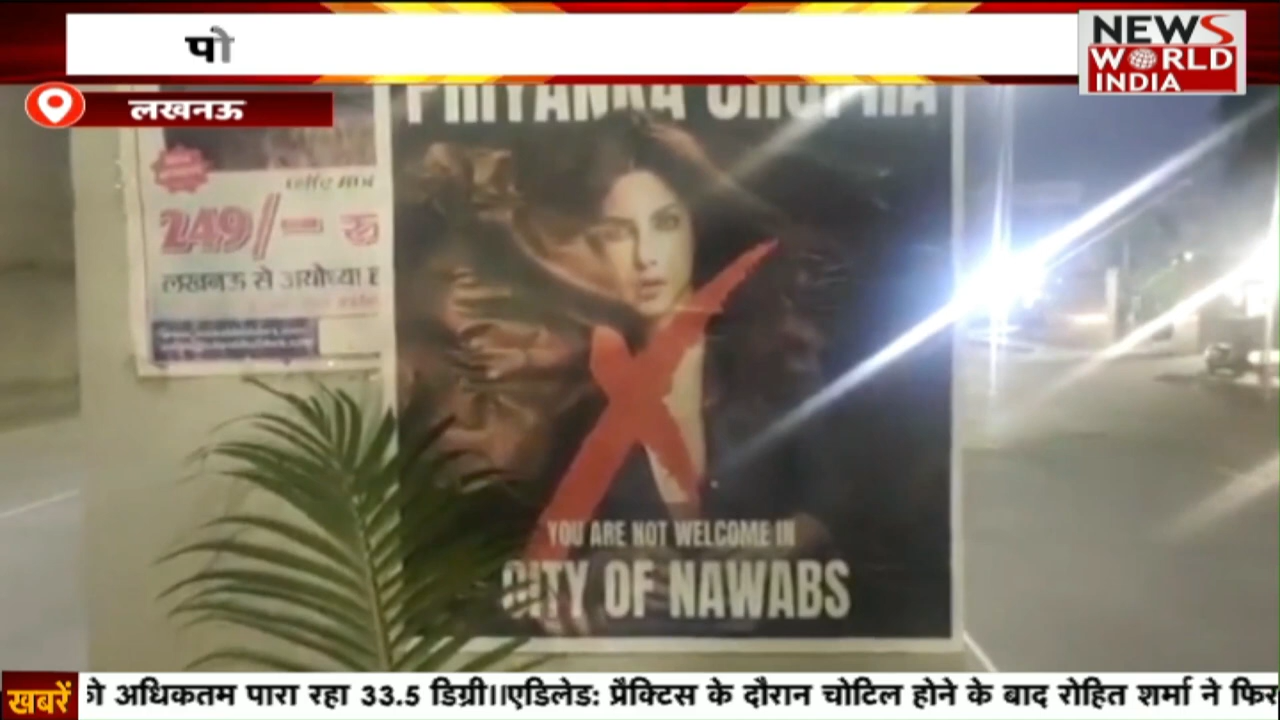 पो
NEWS
WORLD
INDIA
लखनऊ
PRIYANKA CHOPRA
249/- रु
लखनऊ से अयोध्या
YOU ARE NOT WELCOME IN
CITY OF NAWABS
खबरें
अधिकतम पारा रहा 33.5 डिग्री।।एडिलेड: प्रैक्टिस के दौरान चोटिल होने के बाद रोहित शर्मा ने फिर